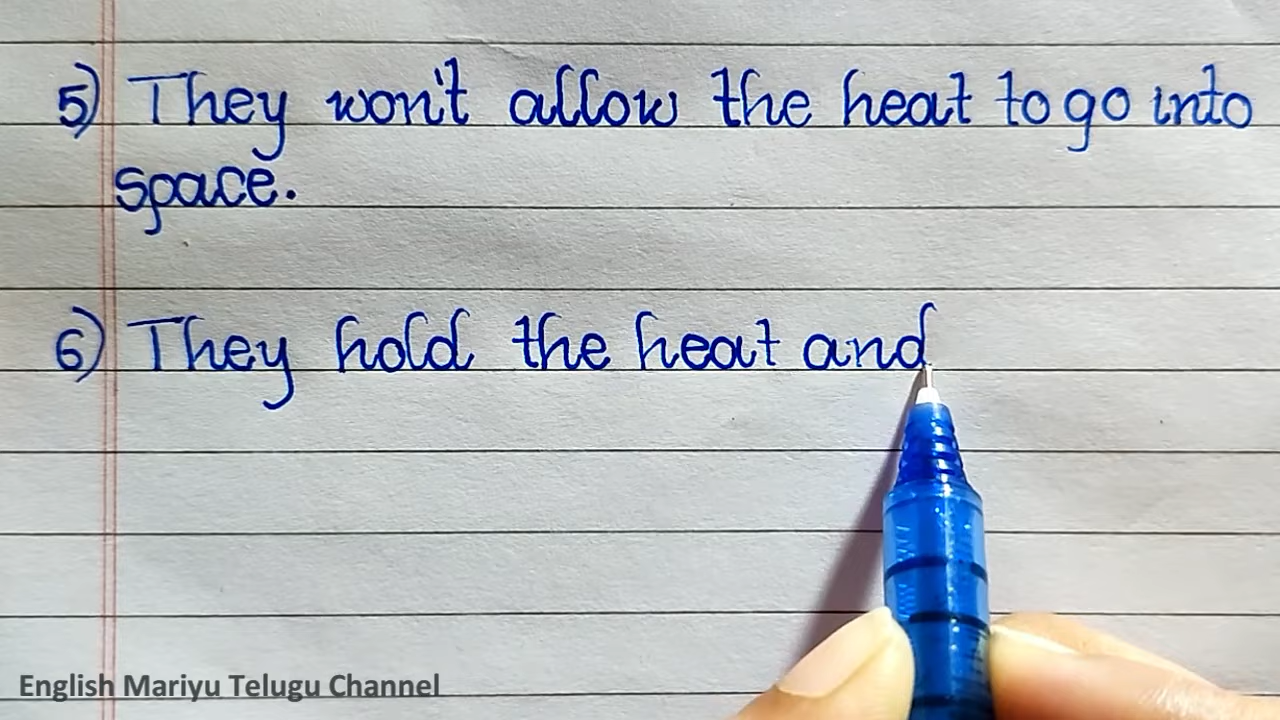 5) They won't allow the heat to go into
space.
6) They hold the heat and
English Mariyu Telugu Channel